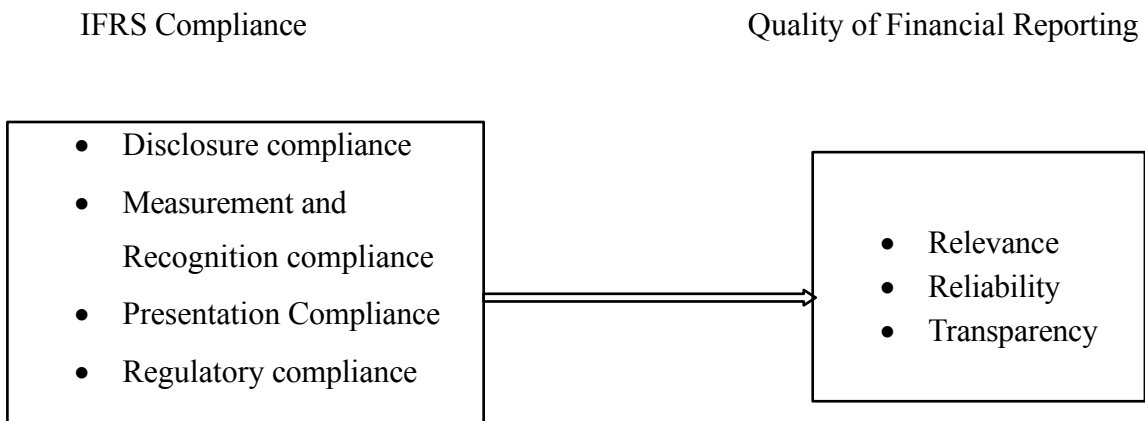 IFRS Compliance
Quality of Financial Reporting
• Disclosure compliance
• Measurement and
Recognition compliance
• Presentation Compliance
• Regulatory compliance
• Relevance
• Reliability
• Transparency